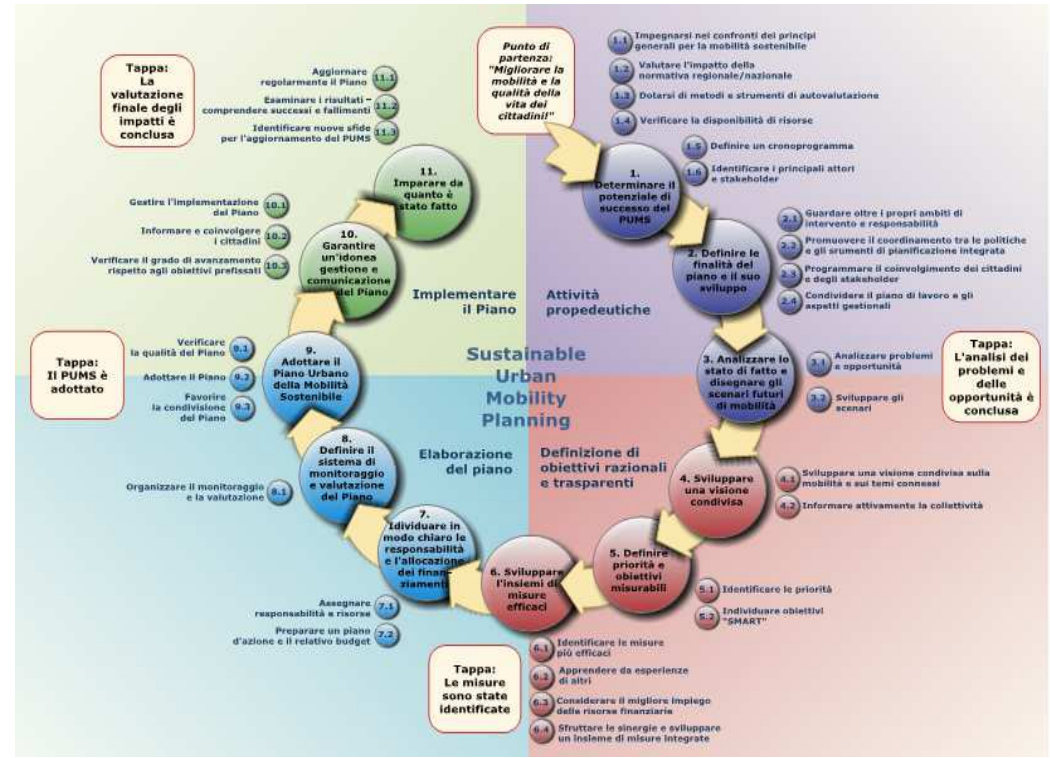 Punto di
partenza:
"Migliorare la
mobilità e la
qualità della
vita dei
cittadini!"
1.1 Impegnarsi nei confronti dei principi
generali per la mobilità sostenibile
1.2 Valutare l'impatto della
normativa regionale/nazionale
1.3 Dotarsi di metodi e strumenti di autovalutazione
1.4 Verificare la disponibilità di risorse
1.5 Definire un cronoprogramma
1.6 Identificare i principali attori
e stakeholder
1.
Determinare il
potenziale di
successo del
PUMS
2.1 Guardare oltre i propri ambiti di
intervento e responsabilità
2.2 Promuovere il coordinamento tra le politiche
e gli strumenti di pianificazione integrata
2.3 Programmare il coinvolgimento dei cittadini
e degli stakeholder
2.4 Condividere il piano di lavoro e gli
aspetti gestionali
2. Definire le
finalità del
piano e il suo
sviluppo
Attività
propedeutiche
3. Analizzare lo
stato di fatto e
disegnare gli
scenari futuri
di mobilità
3.1 Analizzare problemi
e opportunità
3.2 Sviluppare gli
scenari
Tappa:
L'analisi dei
problemi e
delle
opportunità è
conclusa
Sustainable
Urban
Mobility
Planning
Definizione di
obiettivi razionali
e trasparenti
4. Sviluppare
una visione
condivisa
4.1 Sviluppare una visione condivisa sulla
mobilità e sui temi connessi
4.2 Informare attivamente la collettività
5. Definire
priorità e
obiettivi
misurabili
5.1 Identificare le priorità
5.2 Individuare obiettivi
"SMART"
6. Sviluppare
l'insiemi di
misure
efficaci
6.1 Identificare le misure
più efficaci
6.2 Apprendere da esperienze
di altri
6.3 Considerare il migliore impiego
delle risorse finanziarie
6.4 Sfruttare le sinergie e sviluppare
un insieme di misure integrate
Tappa:
Le misure
sono state
identificate
7.
Idividuare in
modo chiaro le
responsabilità
e l'allocazione
dei finan-
ziamenti
Assegnare
responsabilità e risorse 7.1
Preparare un piano
d'azione e il relativo budget 7.2
Elaborazione
del piano
8.
Definire il
sistema di
monitoraggio
e valutazione
del Piano
Organizzare il monitoraggio
e la valutazione 8.1
9.
Adottare il
Piano Urbano
della Mobilità
Sostenibile
Verificare
la qualità del Piano 9.1
Adottare il Piano 9.2
Favorire
la condivisione
del Piano 9.3
Tappa:
Il PUMS è
adottato
Implementare
il Piano
10.
Garantire
un'idonea
gestione e
comunicazione
del Piano
Gestire l'implementazione
del Piano 10.1
Informare e coinvolgere
i cittadini 10.2
Verificare il grado di avanzamento
rispetto agli obiettivi prefissati 10.3
11.
Imparare da
quanto è
stato fatto
Aggiornare
regolarmente il Piano 11.1
Esaminare i risultati –
comprendere successi e fallimenti 11.2
Identificare nuove sfide
per l'aggiornamento del PUMS 11.3
Tappa:
La
valutazione
finale degli
impatti è
conclusa